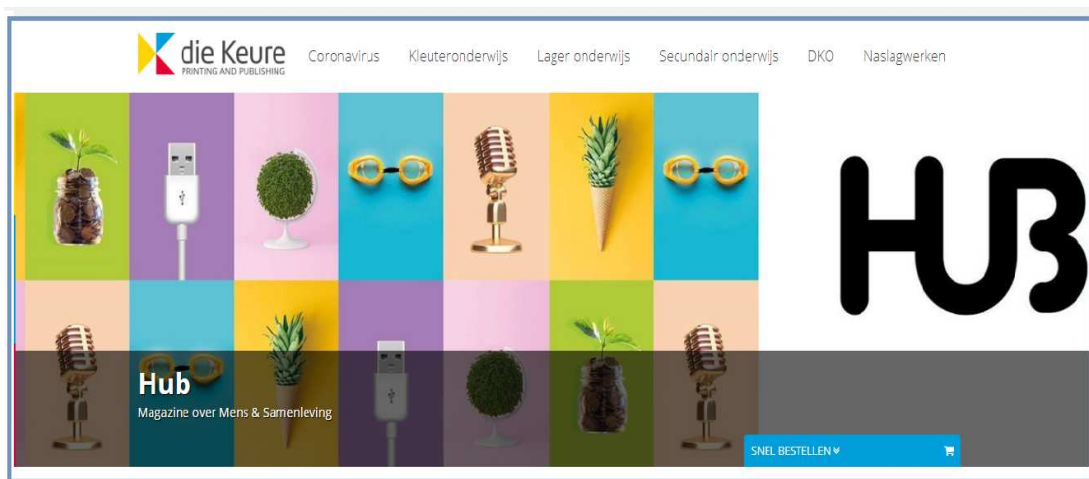 die Keure
PRINTING AND PUBLISHING
Coronavirus Kleuteronderwijs Lager onderwijs Secundair onderwijs DKO Naslagwerken
HUB
Hub
Magazine over Mens & Samenleving
SNEL BESTELLEN